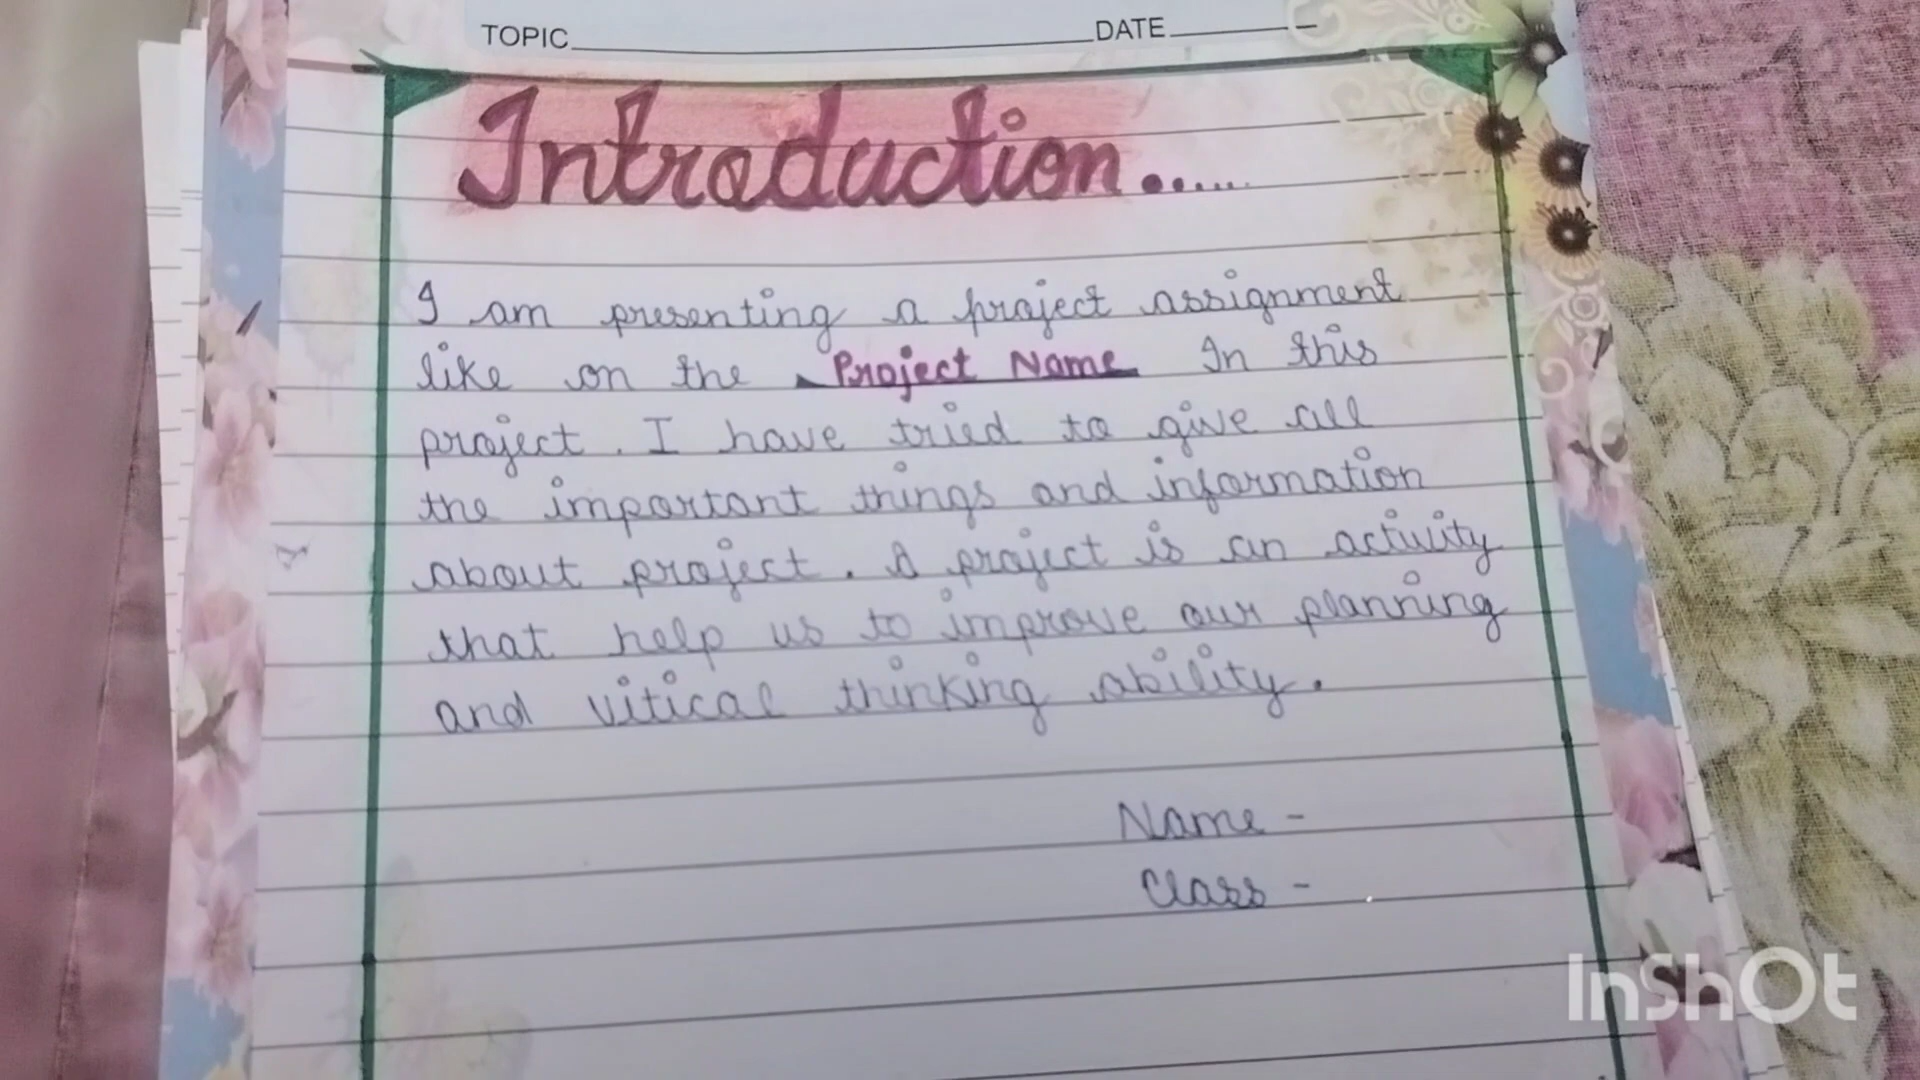 TOPIC DATE
Introduction......
I am presenting a project assignment
like on the Project Name In this
project. I have tried to give all
the important things and information
about project. A project is an activity
that help us to improve our planning
and vitical thinking ability.
Name -
Class -
InShOt